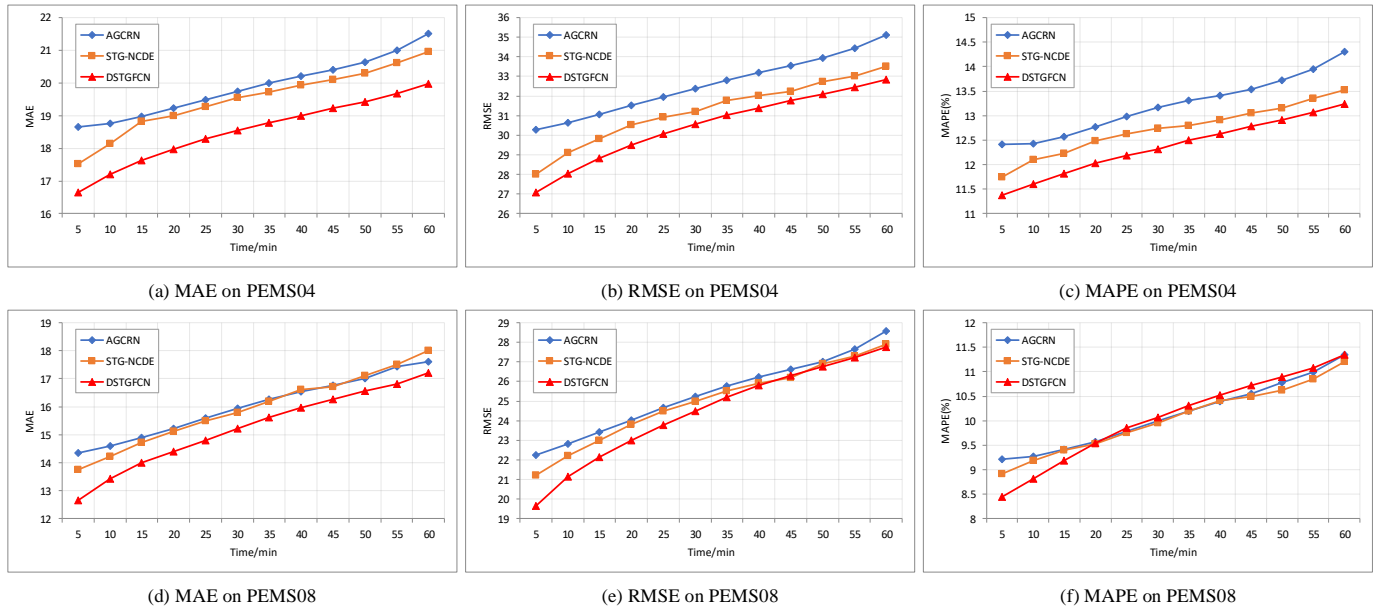 22
21
20
19
18
17
16
MAE
AGCRN
STG-NCDE
DSTGFCN
5 10 15 20 25 30 35 40 45 50 55 60
Time/min
(a) MAE on PEMS04
36
35
34
33
32
31
30
29
28
27
26
RMSE
AGCRN
STG-NCDE
DSTGFCN
5 10 15 20 25 30 35 40 45 50 55 60
Time/min
(b) RMSE on PEMS04
15
14.5
14
13.5
13
12.5
12
11.5
11
MAPE(%)
AGCRN
STG-NCDE
DSTGFCN
5 10 15 20 25 30 35 40 45 50 55 60
Time/min
(c) MAPE on PEMS04
19
18
17
16
15
14
13
12
MAE
AGCRN
STG-NCDE
DSTGFCN
5 10 15 20 25 30 35 40 45 50 55 60
Time/min
(d) MAE on PEMS08
29
28
27
26
25
24
23
22
21
20
19
RMSE
AGCRN
STG-NCDE
DSTGFCN
5 10 15 20 25 30 35 40 45 50 55 60
Time/min
(e) RMSE on PEMS08
12
11.5
11
10.5
10
9.5
9
8.5
8
MAPE(%)
AGCRN
STG-NCDE
DSTGFCN
5 10 15 20 25 30 35 40 45 50 55 60
Time/min
(f) MAPE on PEMS08